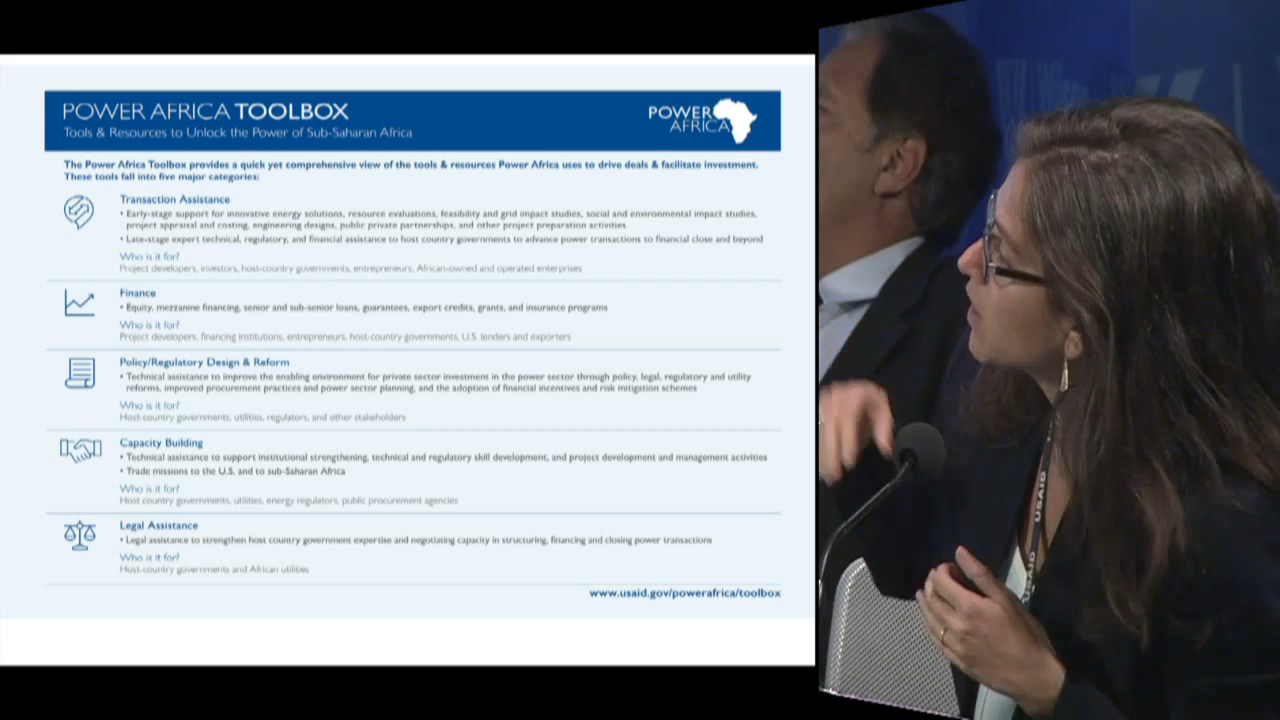 POWER AFRICA TOOLBOX
Tools & Resources to Unlock the Power of Sub-Saharan Africa
POWER
AFRICA
The Power Africa Toolbox provides a quick yet comprehensive view of the tools & resources Power Africa uses to drive deals & facilitate investment.
These tools fall into five major categories:
Transaction Assistance
• Early-stage support for innovative energy solutions, resource evaluations, feasibility and grid impact studies, social and environmental impact studies,
project appraisal and costing, engineering designs, public private partnerships, and other project preparation activities
• Late-stage expert technical, regulatory, and financial assistance to host country governments to advance power transactions to financial close and beyond
Who is it for?
Project developers, investors, host-country governments, entrepreneurs, African-owned and operated enterprises
Finance
• Equity, mezzanine financing, senior and sub-senior loans, guarantees, export credits, grants, and insurance programs
Who is it for?
Project developers, financing institutions, entrepreneurs, host-country governments, U.S. lenders and exporters
Policy/Regulatory Design & Reform
• Technical assistance to improve the enabling environment for private sector investment in the power sector through policy, legal, regulatory and utility
reforms, improved procurement practices and power sector planning, and the adoption of financial incentives and risk mitigation schemes
Who is it for?
Host-country governments, utilities, regulators, and other stakeholders
Capacity Building
• Technical assistance to support institutional strengthening, technical and regulatory skill development, and project development and management activities
• Trade missions to the U.S. and to sub-Saharan Africa
Who is it for?
Host country governments, utilities, energy regulators, public procurement agencies
Legal Assistance
• Legal assistance to strengthen host country government expertise and negotiating capacity in structuring, financing and closing power transactions
Who is it for?
Host-country governments and African utilities
www.usaid.gov/powerafrica/toolbox
USAID
USAID